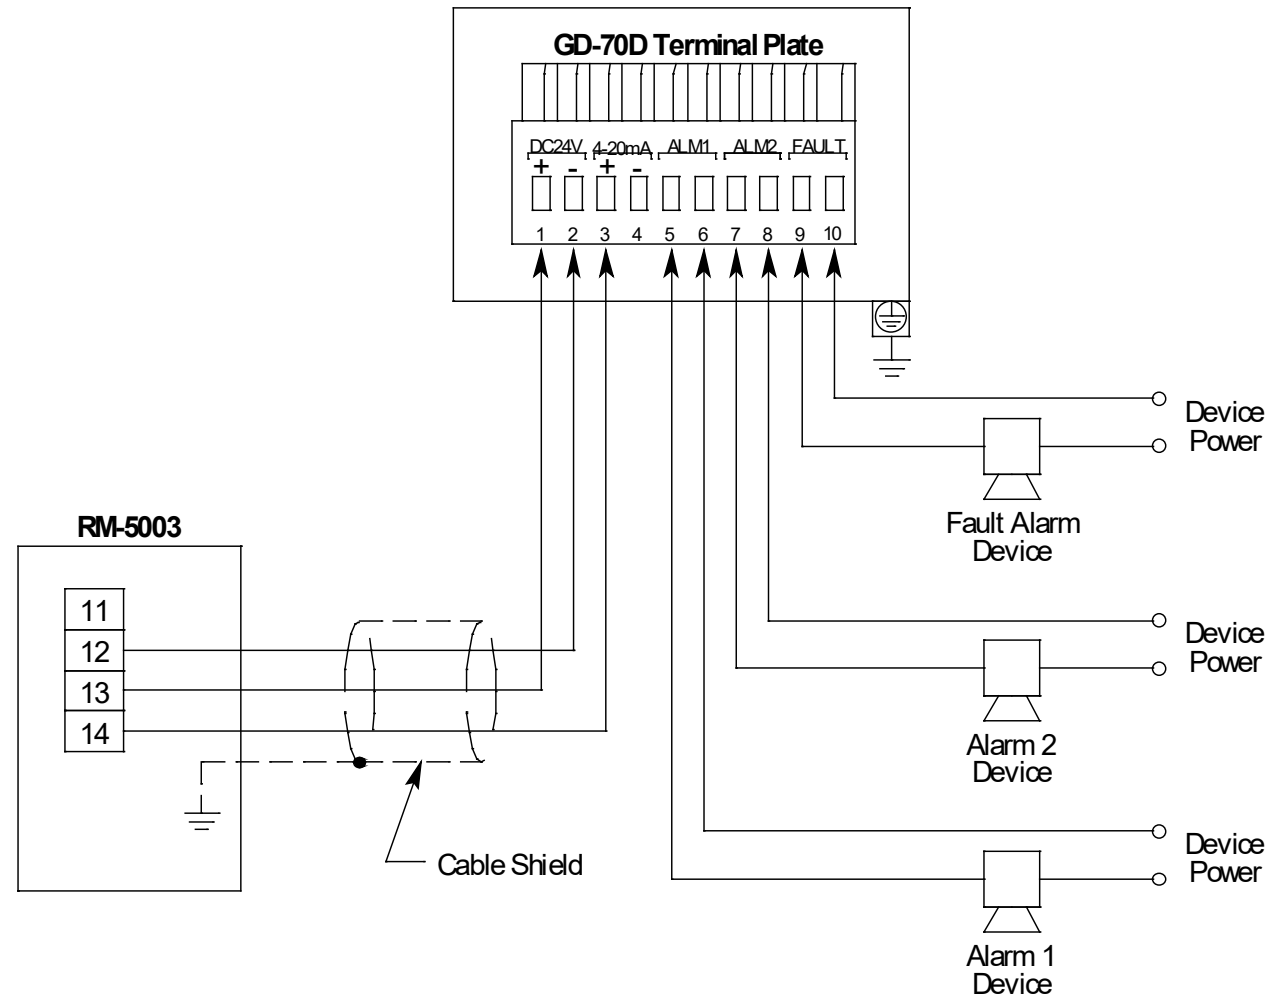 GD-70D Terminal Plate
DC24V 4-20mA ALM1 ALM2 FAULT
+ - + -
1 2 3 4 5 6 7 8 9 10
Device
Power
Fault Alarm
Device
RM-5003
11
12
13
14
Device
Power
Alarm 2
Device
Cable Shield
Device
Power
Alarm 1
Device